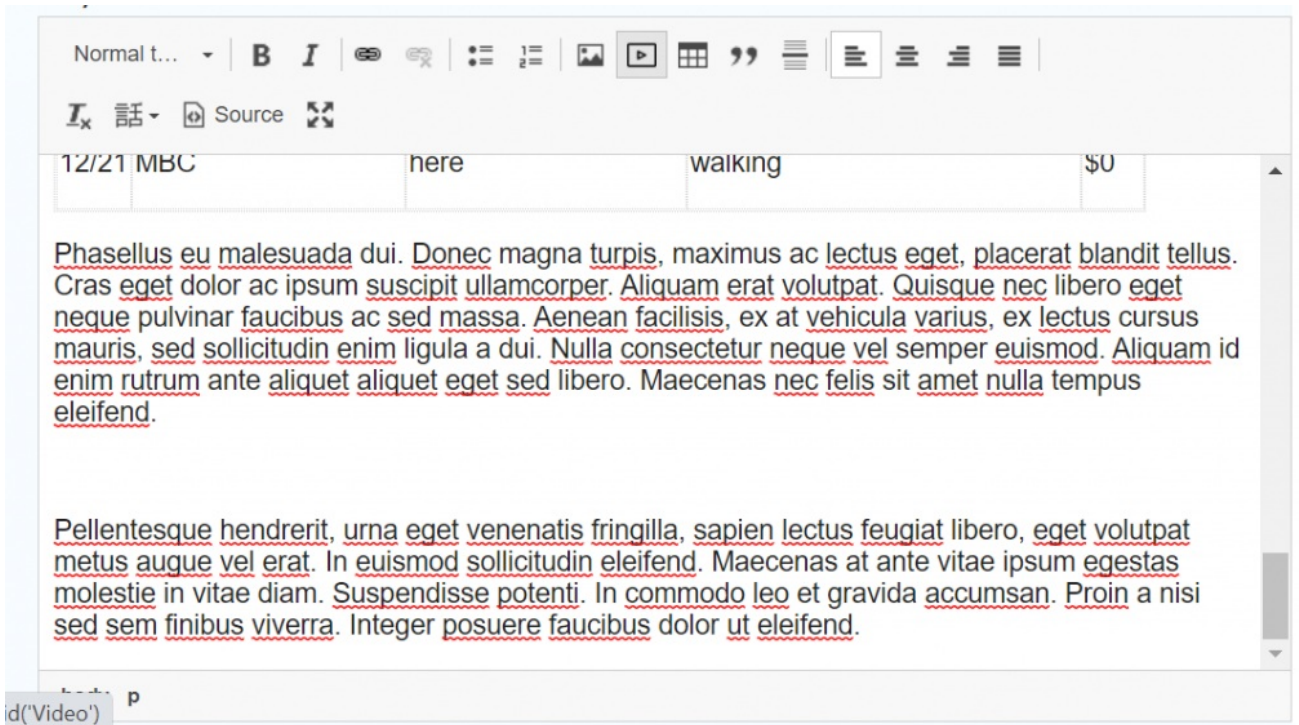 Normal t...
話 Source
12/21 MBC here walking $0
Phasellus eu malesuada dui. Donec magna turpis, maximus ac lectus eget, placerat blandit tellus.
Cras eget dolor ac ipsum suscipit ullamcorper. Aliquam erat volutpat. Quisque nec libero eget
neque pulvinar faucibus ac sed massa. Aenean facilisis, ex at vehicula varius, ex lectus cursus
mauris, sed sollicitudin enim ligula a dui. Nulla consectetur neque vel semper euismod. Aliquam id
enim rutrum ante aliquet aliquet eget sed libero. Maecenas nec felis sit amet nulla tempus
eleifend.
Pellentesque hendrerit, urna eget venenatis fringilla, sapien lectus feugiat libero, eget volutpat
metus augue vel erat. In euismod sollicitudin eleifend. Maecenas at ante vitae ipsum egestas
molestie in vitae diam. Suspendisse potenti. In commodo leo et gravida accumsan. Proin a nisi
sed sem finibus viverra. Integer posuere faucibus dolor ut eleifend.
p
id('Video')